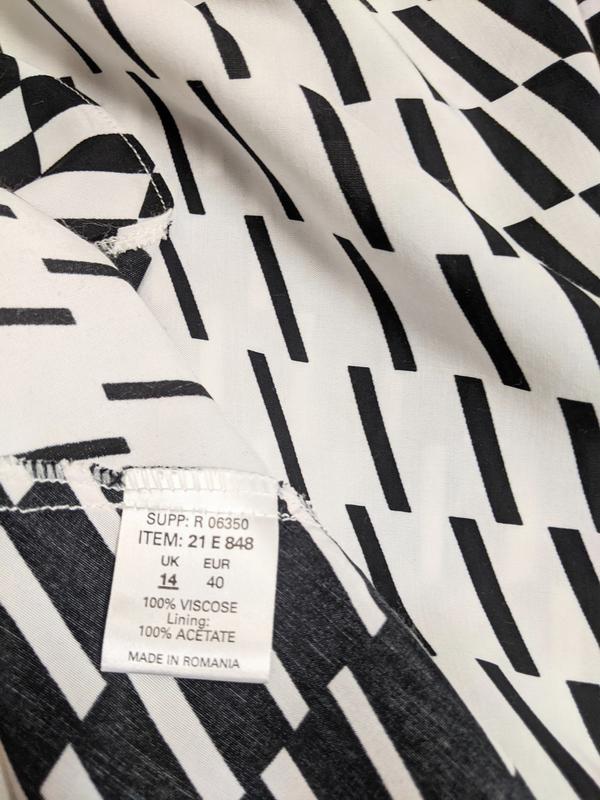 SUPP: R 06350
ITEM: 21 E 848
UK EUR
14 40
100% VISCOSE
Lining:
100% ACETATE
MADE IN ROMANIA